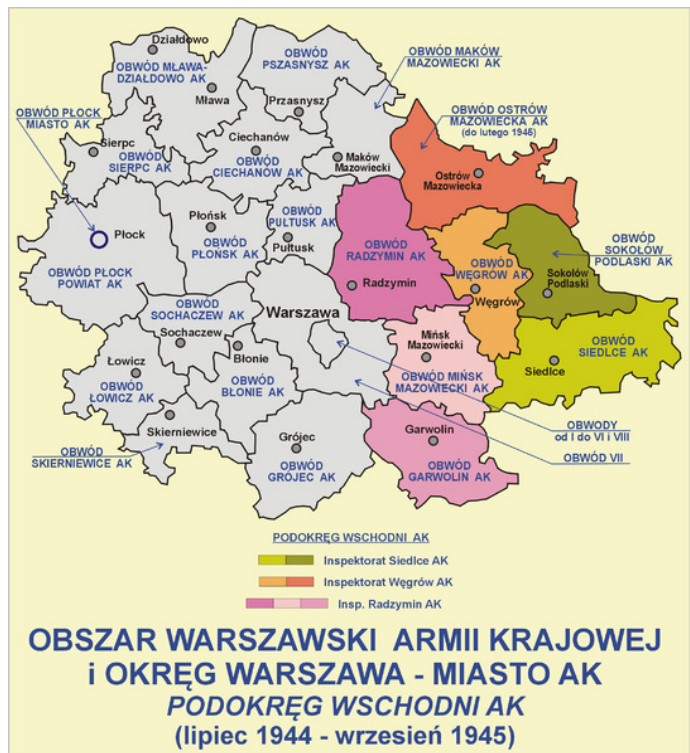 Działdowo
OBWÓD MŁAWA-
DZIAŁDOWO AK
Mława
OBWÓD
PSZASNYSZ AK
Przasnysz
OBWÓD MAKÓW
MAZOWIECKI AK
OBWÓD PŁOCK
MIASTO AK
Sierpc
OBWÓD
SIERPC AK
Ciechanów
OBWÓD
CIECHANÓW AK
Maków
Mazowiecki
OBWÓD OSTRÓW
MAZOWIECKA AK
(do lutego 1945)
Ostrów
Mazowiecka
Płock
OBWÓD PŁOCK
POWIAT AK
Płońsk
OBWÓD
PŁOŃSK AK
OBWÓD
PUŁTUSK AK
Pułtusk
OBWÓD
RADZYMIN AK
Radzymin
OBWÓD
WĘGRÓW AK
Węgrów
OBWÓD
SOKOŁÓW
PODLASKI AK
Sokołów
Podlaski
OBWÓD
SOCHACZEW AK
Sochaczew
Warszawa
Błonie
OBWÓD
BŁONIE AK
Mińsk
Mazowiecki
OBWÓD MIŃSK
MAZOWIECKI AK
OBWÓD
SIEDLCE AK
Siedlce
Łowicz
OBWÓD
ŁOWICZ AK
Skierniewice
OBWÓD
SKIERNIEWICE AK
Grójec
OBWÓD
GRÓJEC AK
Garwolin
OBWÓD
GARWOLIN AK
OBWODY
od I do VI i VIII
OBWÓD VII
PODOKRĘG WSCHODNI AK
Inspektorat Siedlce AK
Inspektorat Węgrów AK
Insp. Radzymin AK
OBSZAR WARSZAWSKI ARMII KRAJOWEJ
i OKRĘG WARSZAWA - MIASTO AK
PODOKRĘG WSCHODNI AK
(lipiec 1944 - wrzesień 1945)